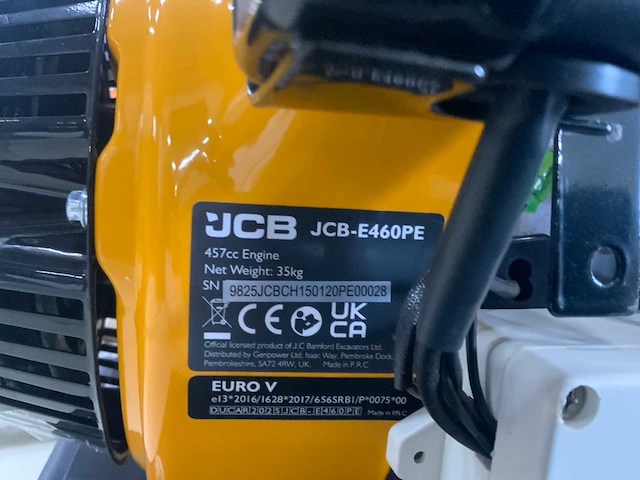 JCB JCB-E460PE
457cc Engine
Net Weight: 35kg
SN 9825JCBCH150120PE00028
CE UK
CA
Official licensed product of J.C Bamford Excavators Ltd.
Distributed by Genpower Ltd. Isaac Way, Pembroke Dock,
Pembrokeshire, SA72 4RW, UK. Made in P.R.C
EURO V
e13*2016/1628*2017/656SRB1/P*0075*00
DUCAR2025JCB-E460PE Made in P.R.C